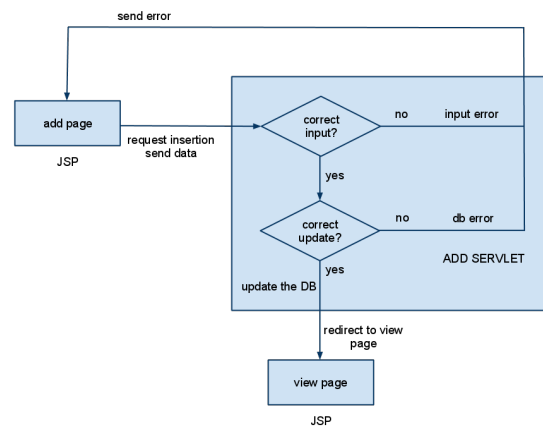 send error
add page
JSP
request insertion
send data
correct
input?
no
input error
yes
correct
update?
no
db error
ADD SERVLET
yes
update the DB
redirect to view
page
view page
JSP